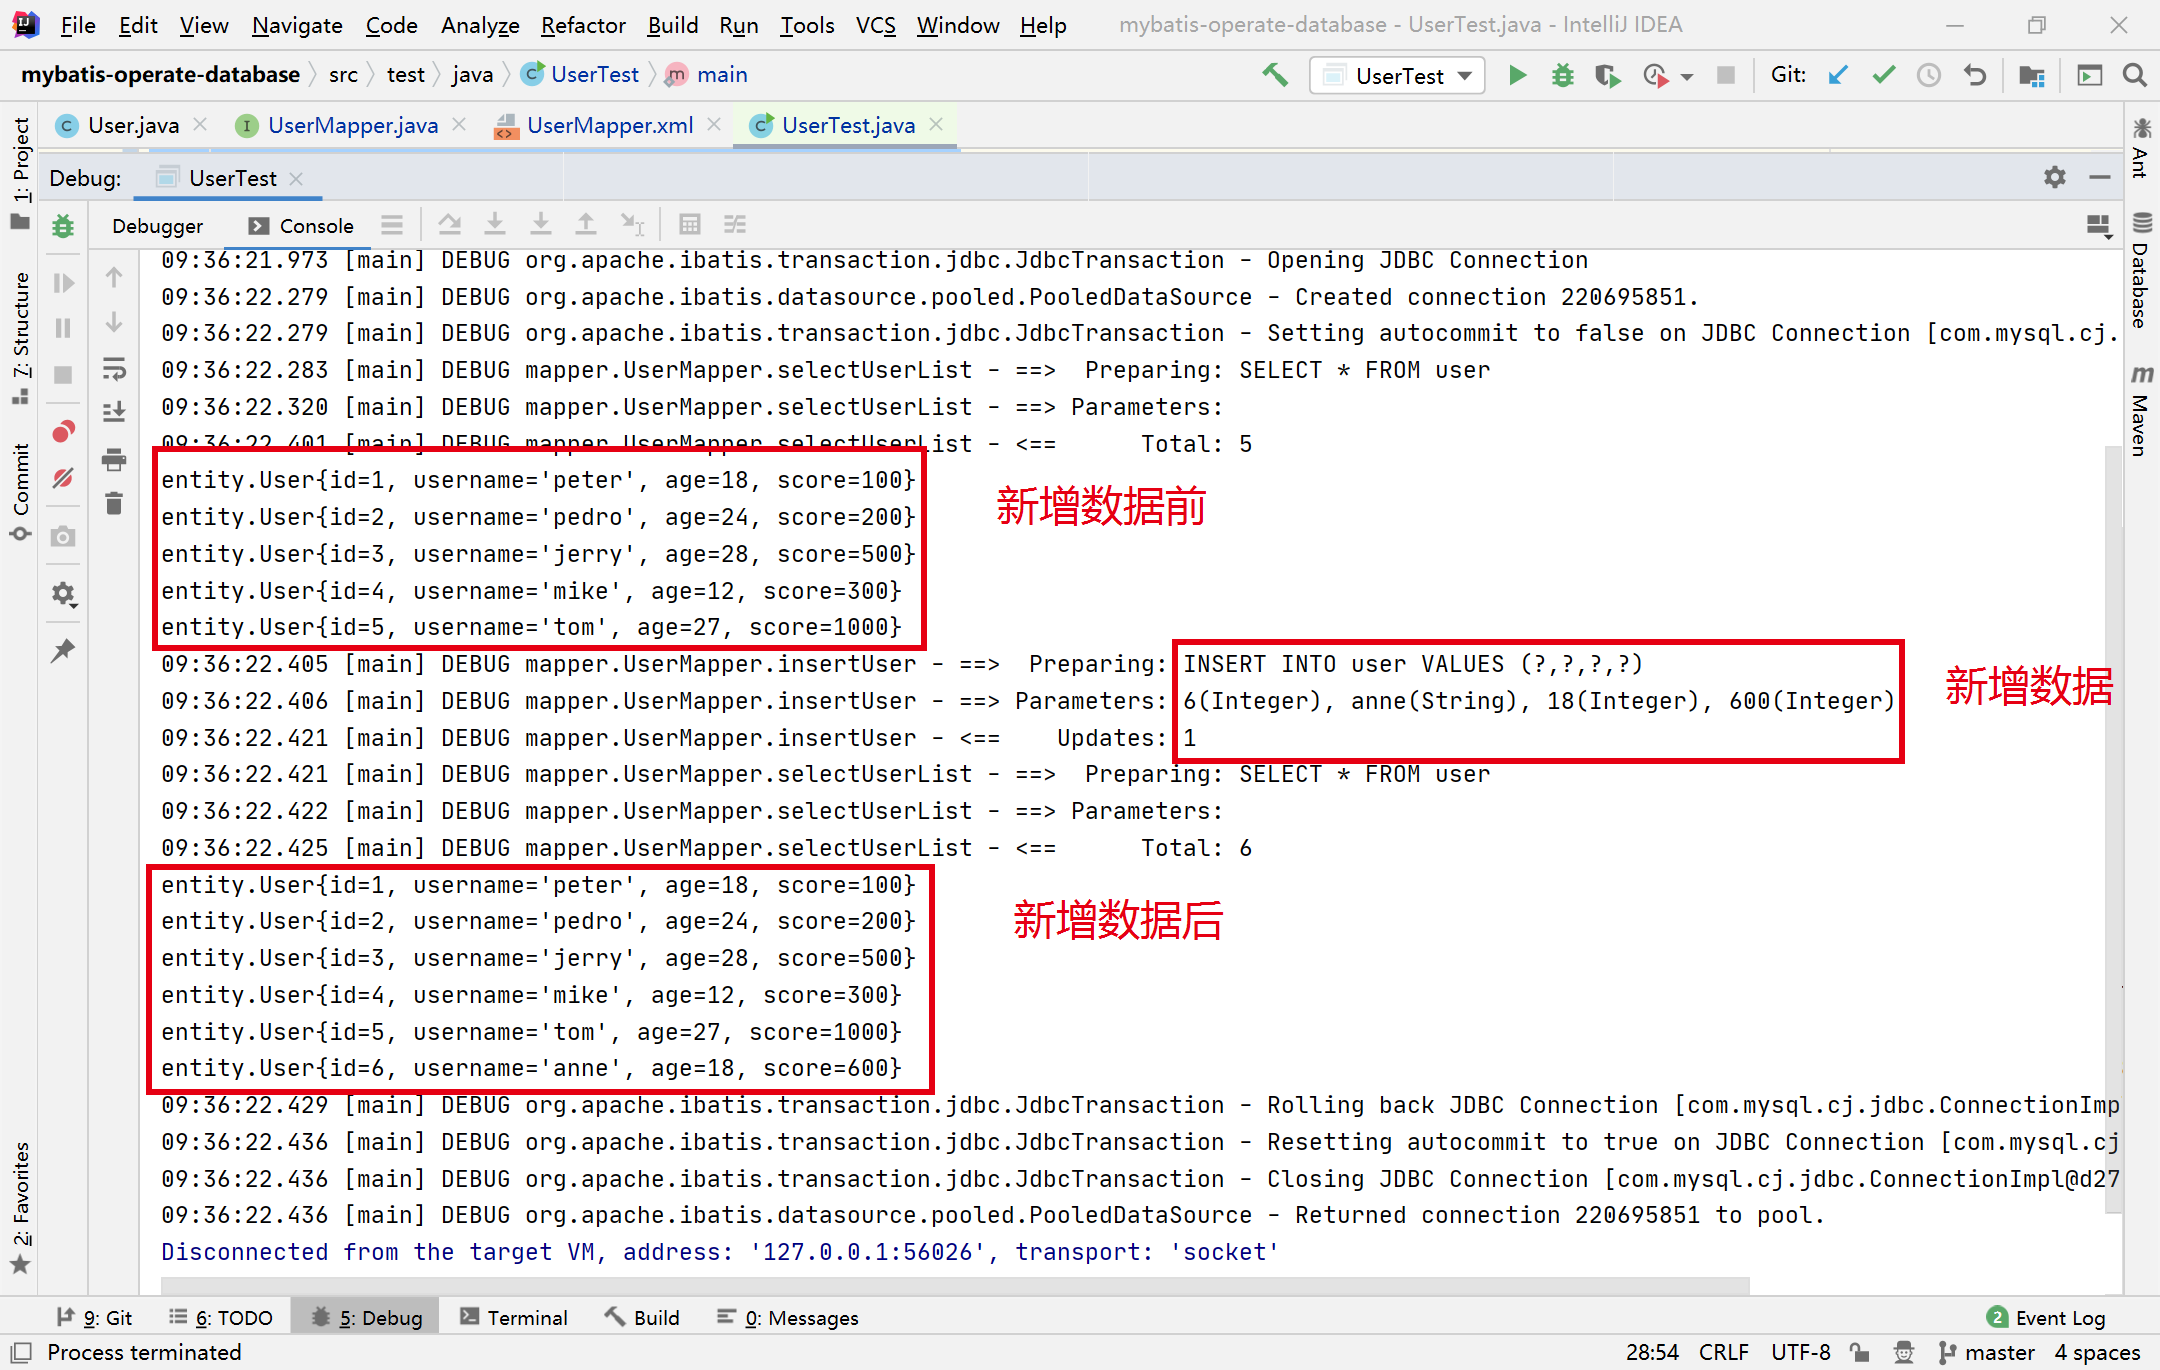 File Edit View Navigate Code Analyze Refactor Build Run Tools VCS Window Help mybatis-operate-database - UserTest.java - IntelliJ IDEA
mybatis-operate-database src test java UserTest main UserTest Git:
User.java UserMapper.java UserMapper.xml UserTest.java
Debug: UserTest
Debugger Console
1: Project
7: Structure
Commit
2: Favorites
Ant
Database
Maven
09:36:21.973 [main] DEBUG org.apache.ibatis.transaction.jdbc.JdbcTransaction - Opening JDBC Connection
09:36:22.279 [main] DEBUG org.apache.ibatis.datasource.pooled.PooledDataSource - Created connection 220695851.
09:36:22.279 [main] DEBUG org.apache.ibatis.transaction.jdbc.JdbcTransaction - Setting autocommit to false on JDBC Connection [com.mysql.cj.
09:36:22.283 [main] DEBUG mapper.UserMapper.selectUserList - ==>  Preparing: SELECT * FROM user
09:36:22.320 [main] DEBUG mapper.UserMapper.selectUserList - ==> Parameters:
09:36:22.401 [main] DEBUG mapper.UserMapper.selectUserList - <==      Total: 5
entity.User{id=1, username='peter', age=18, score=100}
entity.User{id=2, username='pedro', age=24, score=200}
新增数据前
entity.User{id=3, username='jerry', age=28, score=500}
entity.User{id=4, username='mike', age=12, score=300}
entity.User{id=5, username='tom', age=27, score=1000}
09:36:22.405 [main] DEBUG mapper.UserMapper.insertUser - ==>  Preparing: INSERT INTO user VALUES (?,?,?,?)
09:36:22.406 [main] DEBUG mapper.UserMapper.insertUser - ==> Parameters: 6(Integer), anne(String), 18(Integer), 600(Integer)
新增数据
09:36:22.421 [main] DEBUG mapper.UserMapper.insertUser - <==    Updates: 1
09:36:22.421 [main] DEBUG mapper.UserMapper.selectUserList - ==>  Preparing: SELECT * FROM user
09:36:22.422 [main] DEBUG mapper.UserMapper.selectUserList - ==> Parameters:
09:36:22.425 [main] DEBUG mapper.UserMapper.selectUserList - <==      Total: 6
entity.User{id=1, username='peter', age=18, score=100}
entity.User{id=2, username='pedro', age=24, score=200}
新增数据后
entity.User{id=3, username='jerry', age=28, score=500}
entity.User{id=4, username='mike', age=12, score=300}
entity.User{id=5, username='tom', age=27, score=1000}
entity.User{id=6, username='anne', age=18, score=600}
09:36:22.429 [main] DEBUG org.apache.ibatis.transaction.jdbc.JdbcTransaction - Rolling back JDBC Connection [com.mysql.cj.jdbc.ConnectionImp
09:36:22.436 [main] DEBUG org.apache.ibatis.transaction.jdbc.JdbcTransaction - Resetting autocommit to true on JDBC Connection [com.mysql.cj
09:36:22.436 [main] DEBUG org.apache.ibatis.transaction.jdbc.JdbcTransaction - Closing JDBC Connection [com.mysql.cj.jdbc.ConnectionImpl@d27
09:36:22.436 [main] DEBUG org.apache.ibatis.datasource.pooled.PooledDataSource - Returned connection 220695851 to pool.
Disconnected from the target VM, address: '127.0.0.1:56026', transport: 'socket'
9: Git 6: TODO 5: Debug Terminal Build 0: Messages 2 Event Log
Process terminated 28:54 CRLF UTF-8 master 4 spaces